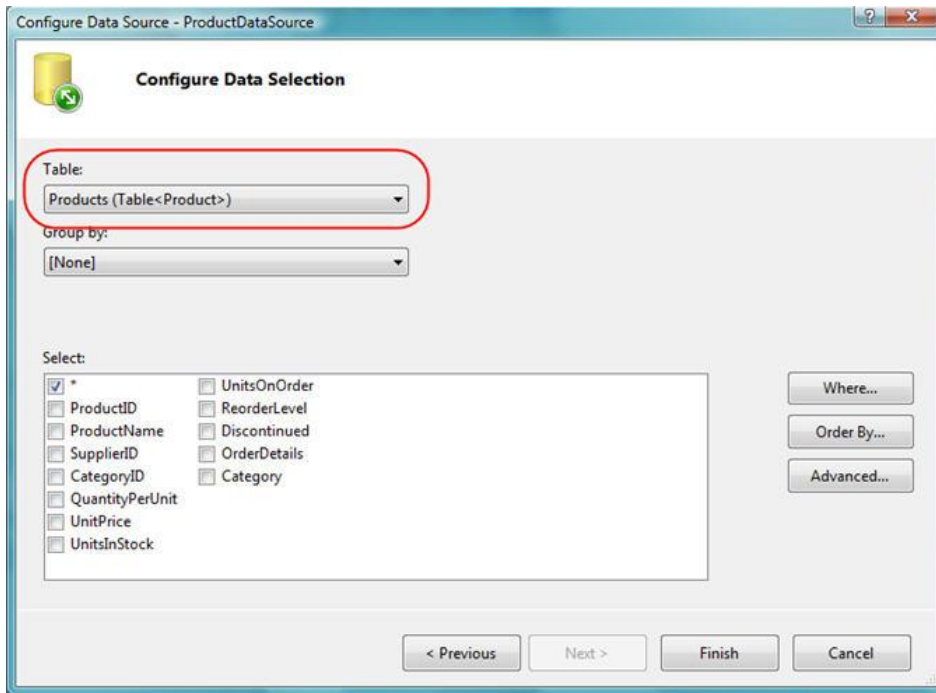 Configure Data Source - ProductDataSource
Configure Data Selection
Table:
Products (Table<Product>)
Group by:
[None]
Select:
*
ProductID
ProductName
SupplierID
CategoryID
QuantityPerUnit
UnitPrice
UnitsInStock
UnitsOnOrder
ReorderLevel
Discontinued
OrderDetails
Category
Where...
Order By...
Advanced...
< Previous
Next >
Finish
Cancel